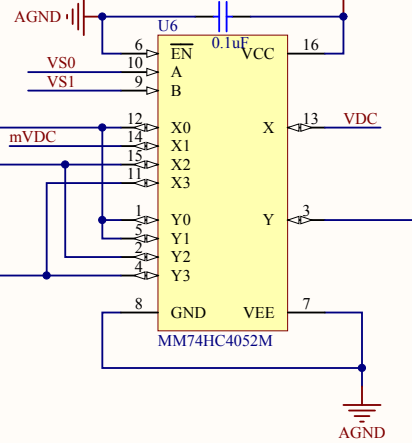 AGND
U6
0.1uF
6 EN VCC 16
VS0 10 A
VS1 9 B
12 X0 X 13 VDC
mVDC 14 X1
15 X2
11 X3
1 Y0 Y 3
5 Y1
2 Y2
4 Y3
8 GND VEE 7
MM74HC4052M
AGND